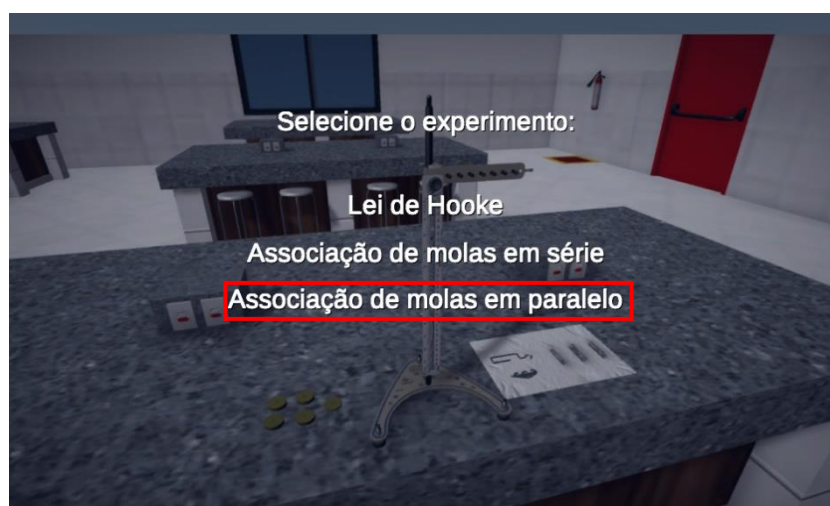 Selecione o experimento:
Lei de Hooke
Associação de molas em série
Associação de molas em paralelo